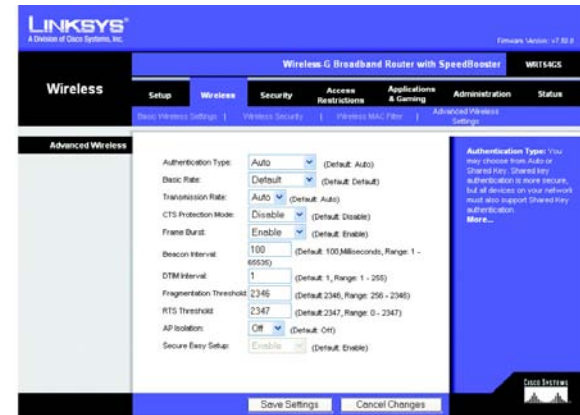 LINKSYS®
A Division of Cisco Systems, Inc.
Firmware Version: v7.50.0
Wireless-G Broadband Router with SpeedBooster
WRT54GS
Wireless
Setup
Wireless
Security
Access Restrictions
Applications & Gaming
Administration
Status
Basic Wireless Settings |
Wireless Security |
Wireless MAC Filter |
Advanced Wireless Settings
Advanced Wireless
Authentication Type: Auto (Default: Auto)
Basic Rate: Default (Default: Default)
Transmission Rate: Auto (Default: Auto)
CTS Protection Mode: Disable (Default: Disable)
Frame Burst: Enable (Default: Enable)
Beacon Interval: 100 (Default: 100, Milliseconds, Range: 1 -
65535)
DTIM Interval: 1 (Default: 1, Range: 1 - 255)
Fragmentation Threshold: 2346 (Default: 2346, Range: 256 - 2346)
RTS Threshold: 2347 (Default: 2347, Range: 0 - 2347)
AP Isolation: Off (Default: Off)
Secure Easy Setup: Enable (Default: Enable)
Authentication Type: You
may choose from Auto or
Shared Key. Shared key
authentication is more secure,
but all devices on your network
must also support Shared Key
authentication.
More...
Save Settings
Cancel Changes
CISCO SYSTEMS